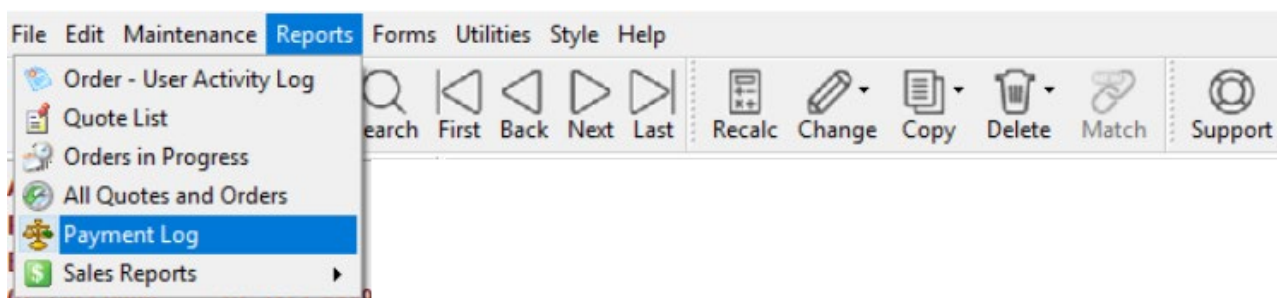 File Edit Maintenance Reports Forms Utilities Style Help
Order - User Activity Log
Quote List
Orders in Progress
All Quotes and Orders
Payment Log
Sales Reports
earch First Back Next Last Recalc Change Copy Delete Match Support